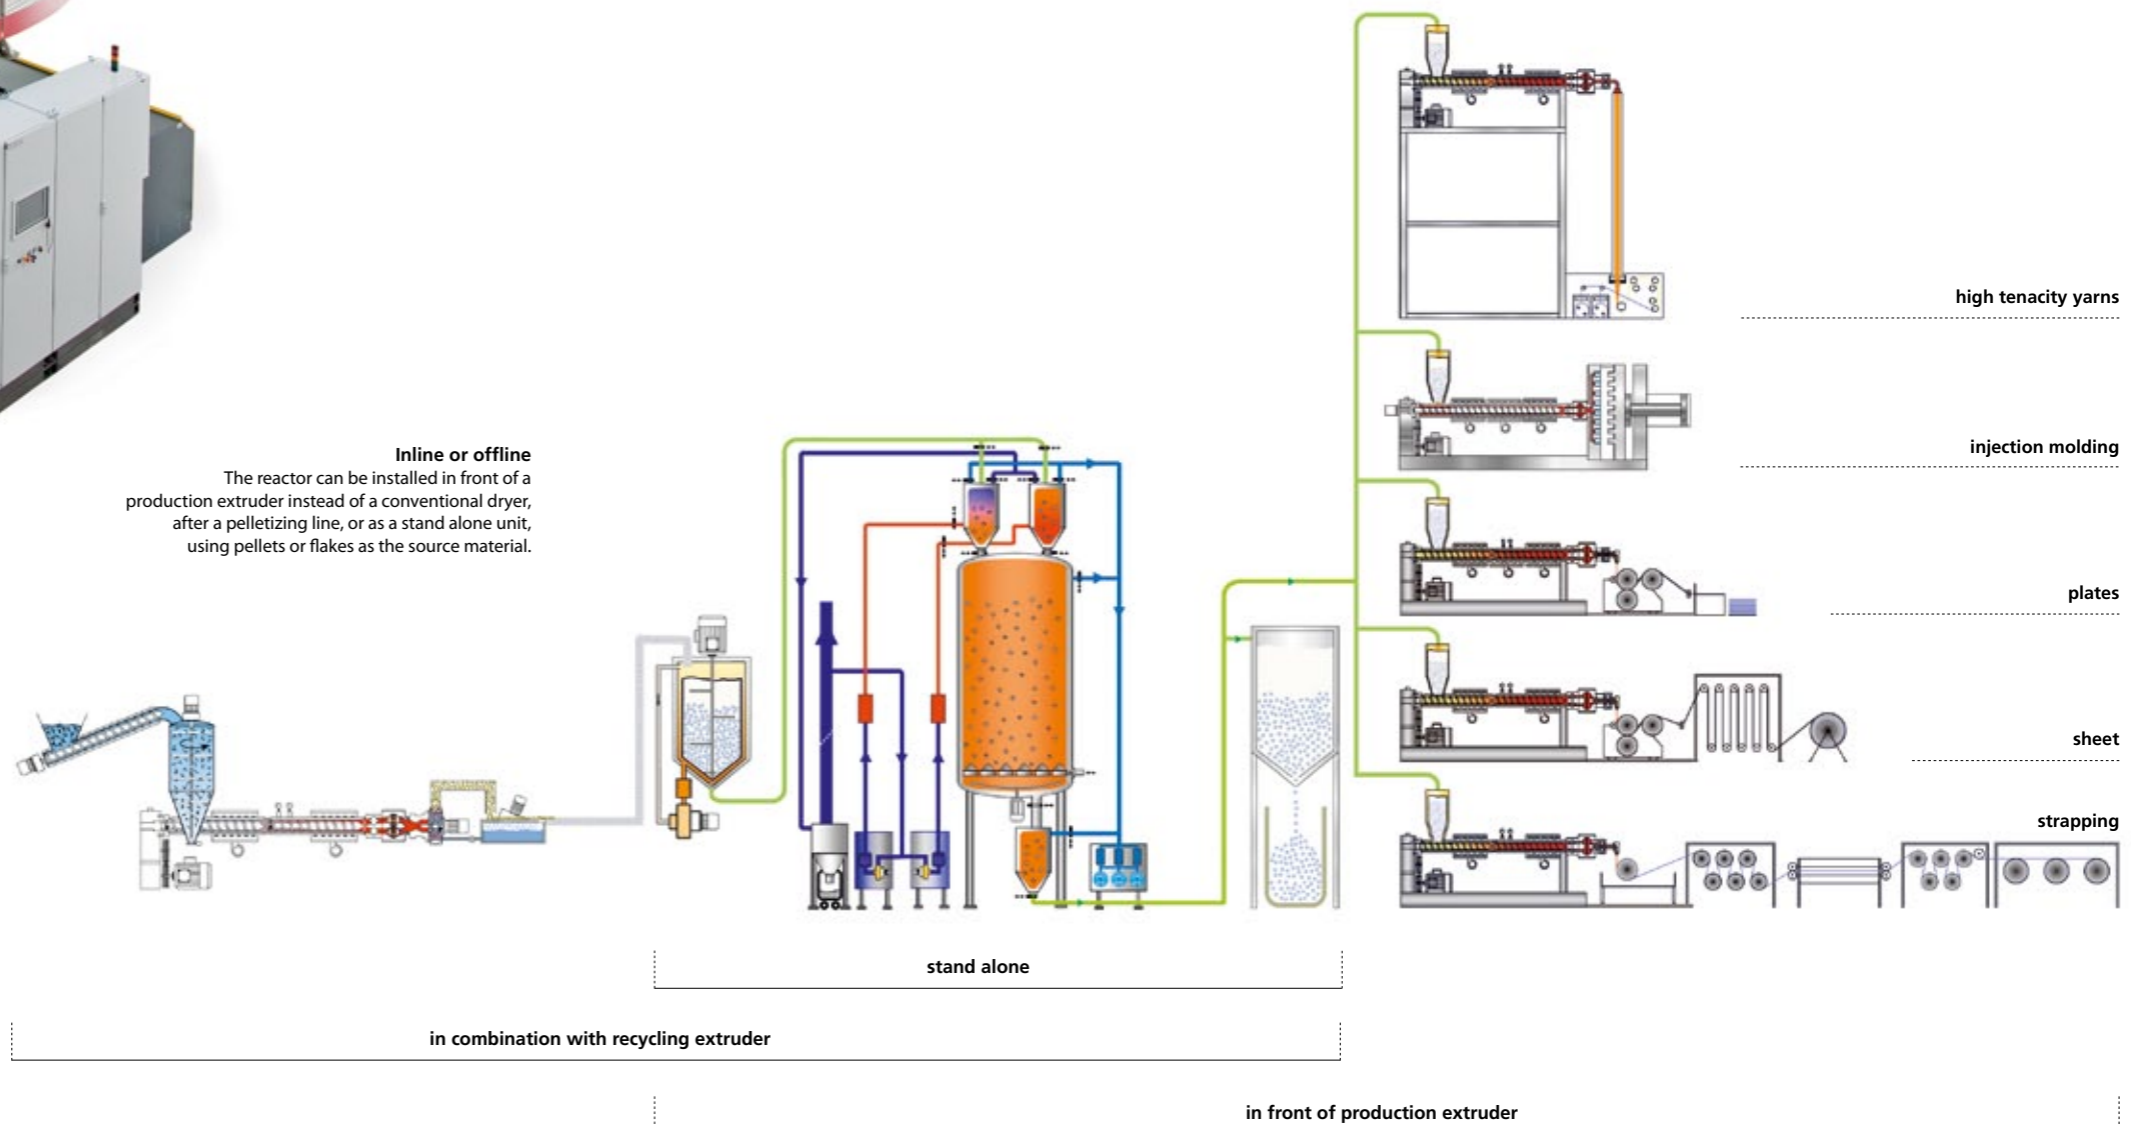 Inline or offline
The reactor can be installed in front of a
production extruder instead of a conventional dryer,
after a pelletizing line, or as a stand alone unit,
using pellets or flakes as the source material.
high tenacity yarns
injection molding
plates
sheet
strapping
stand alone
in combination with recycling extruder
in front of production extruder